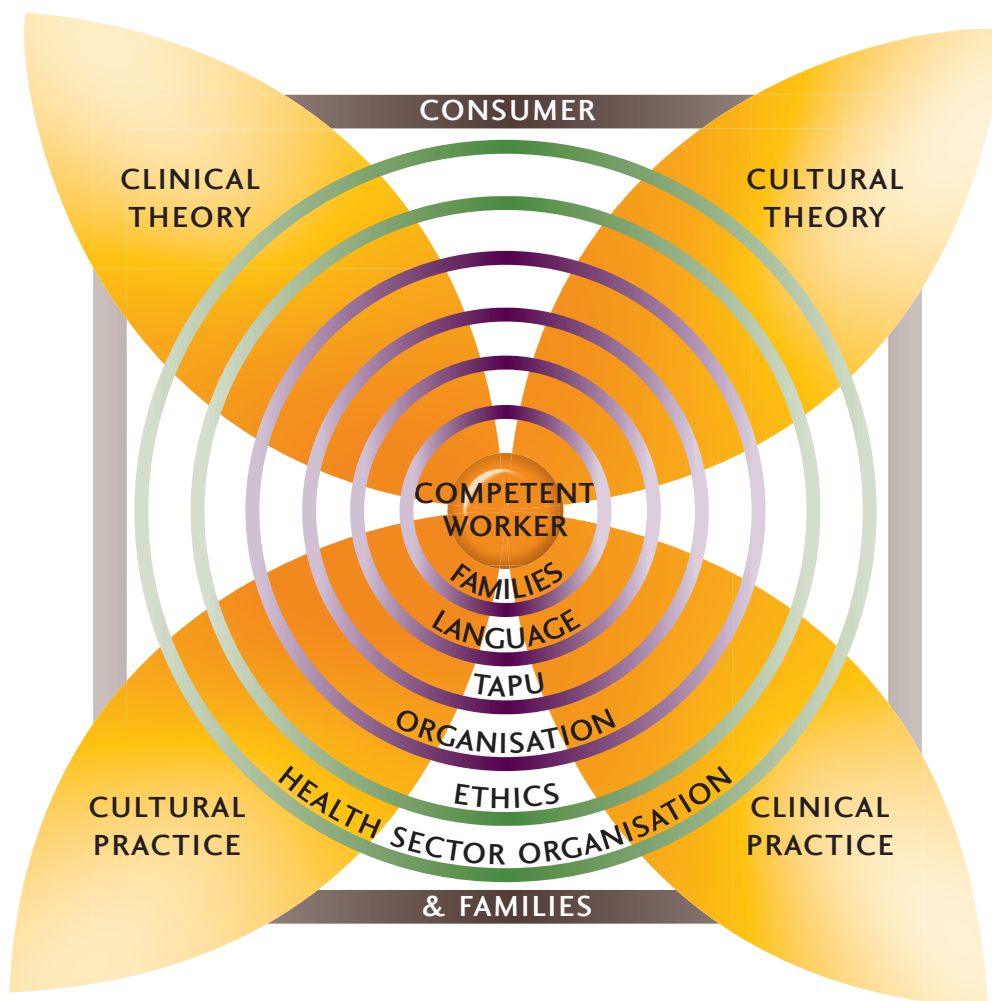 CONSUMER
CLINICAL
THEORY
CULTURAL
THEORY
COMPETENT
WORKER
FAMILIES
LANGUAGE
TAPU
ORGANISATION
ETHICS
HEALTH SECTOR ORGANISATION
CULTURAL
PRACTICE
CLINICAL
PRACTICE
& FAMILIES